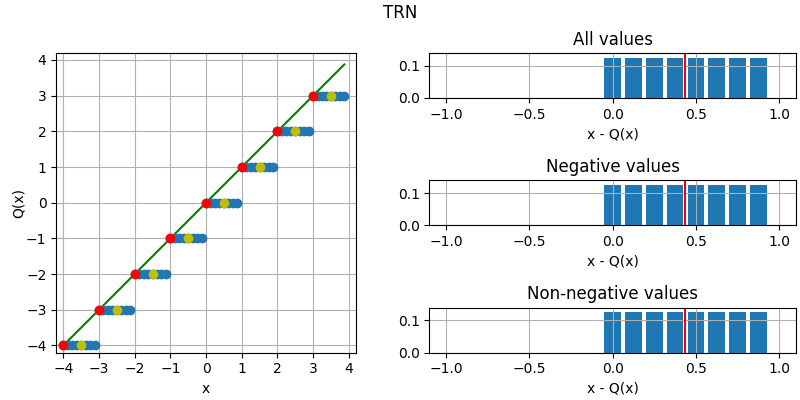 TRN
Q(x)
4
3
2
1
0
−1
−2
−3
−4
−4 −3 −2 −1 0 1 2 3 4
x
All values
0.1
0.0
−1.0 −0.5 0.0 0.5 1.0
x - Q(x)
Negative values
0.1
0.0
−1.0 −0.5 0.0 0.5 1.0
x - Q(x)
Non-negative values
0.1
0.0
−1.0 −0.5 0.0 0.5 1.0
x - Q(x)